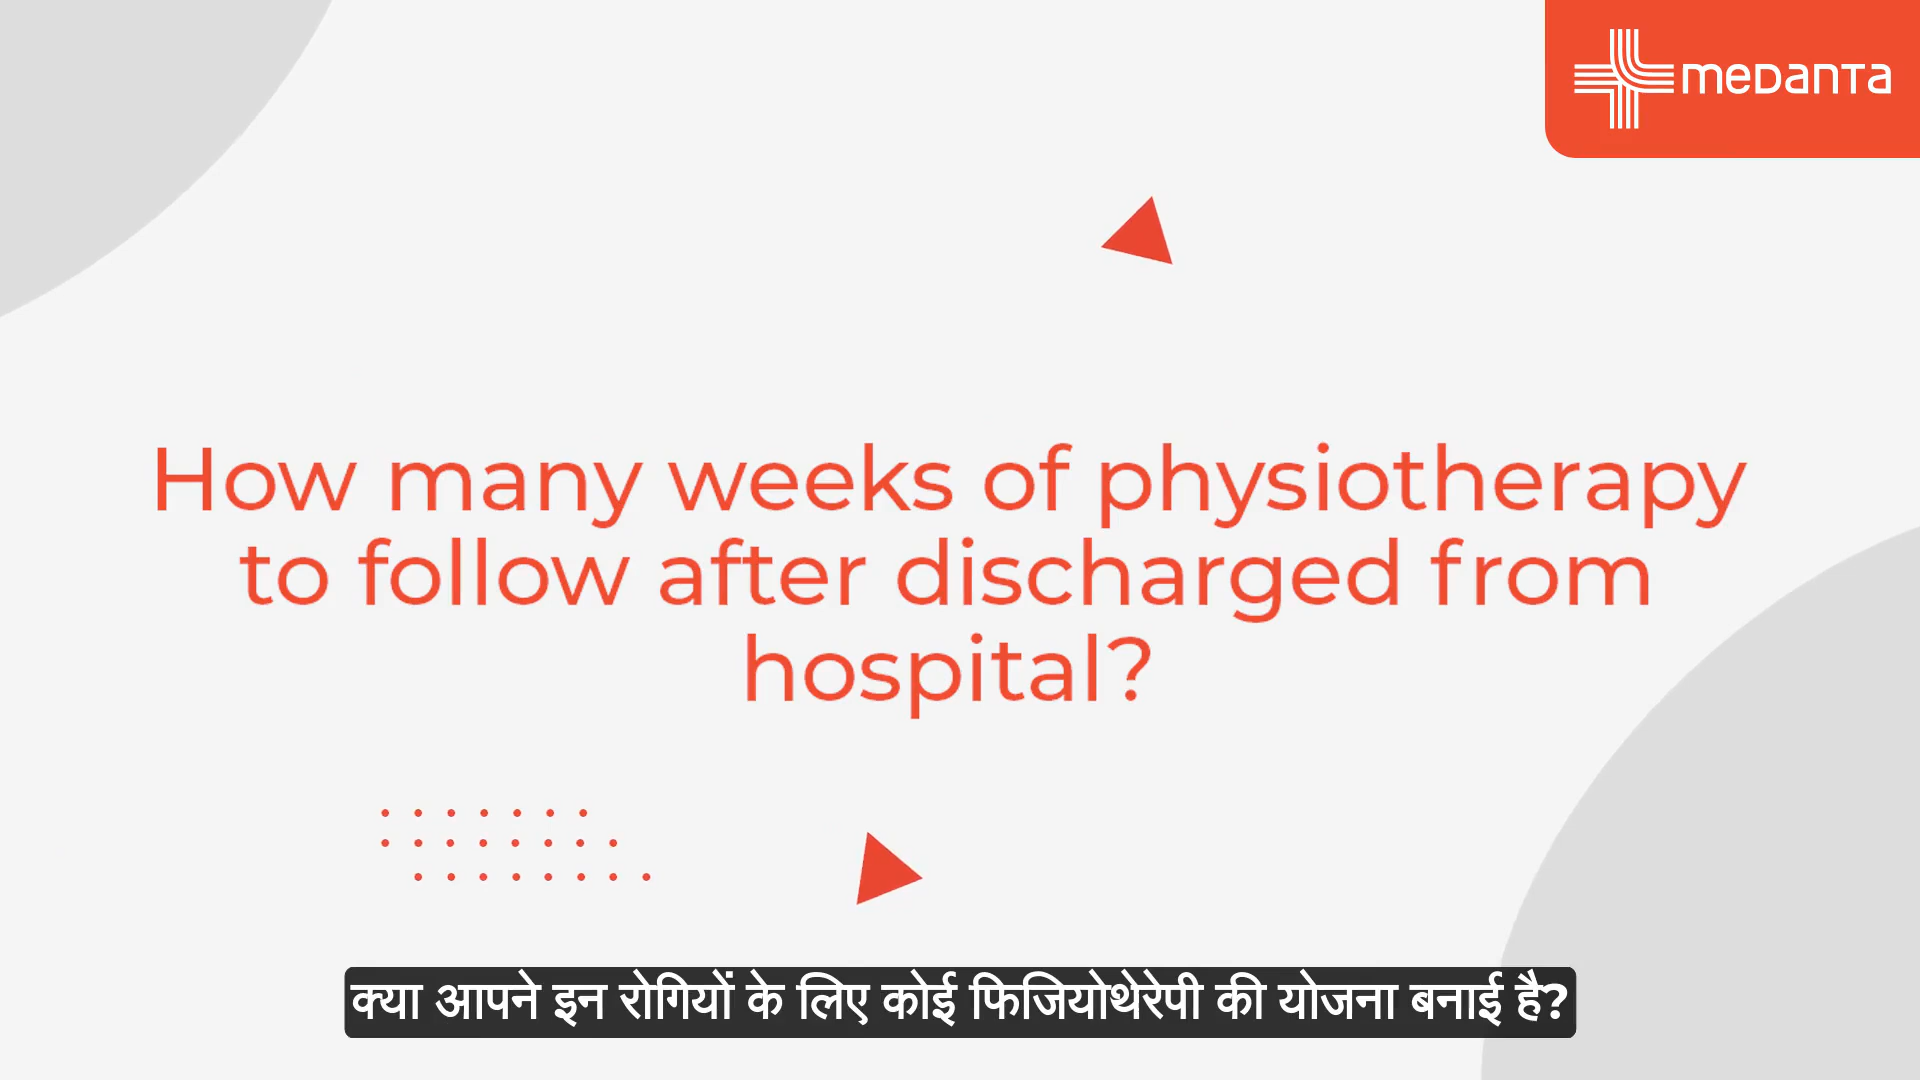 medanta
How many weeks of physiotherapy
to follow after discharged from
hospital?
क्या आपने इन रोगियों के लिए कोई फिजियोथेरेपी की योजना बनाई है?